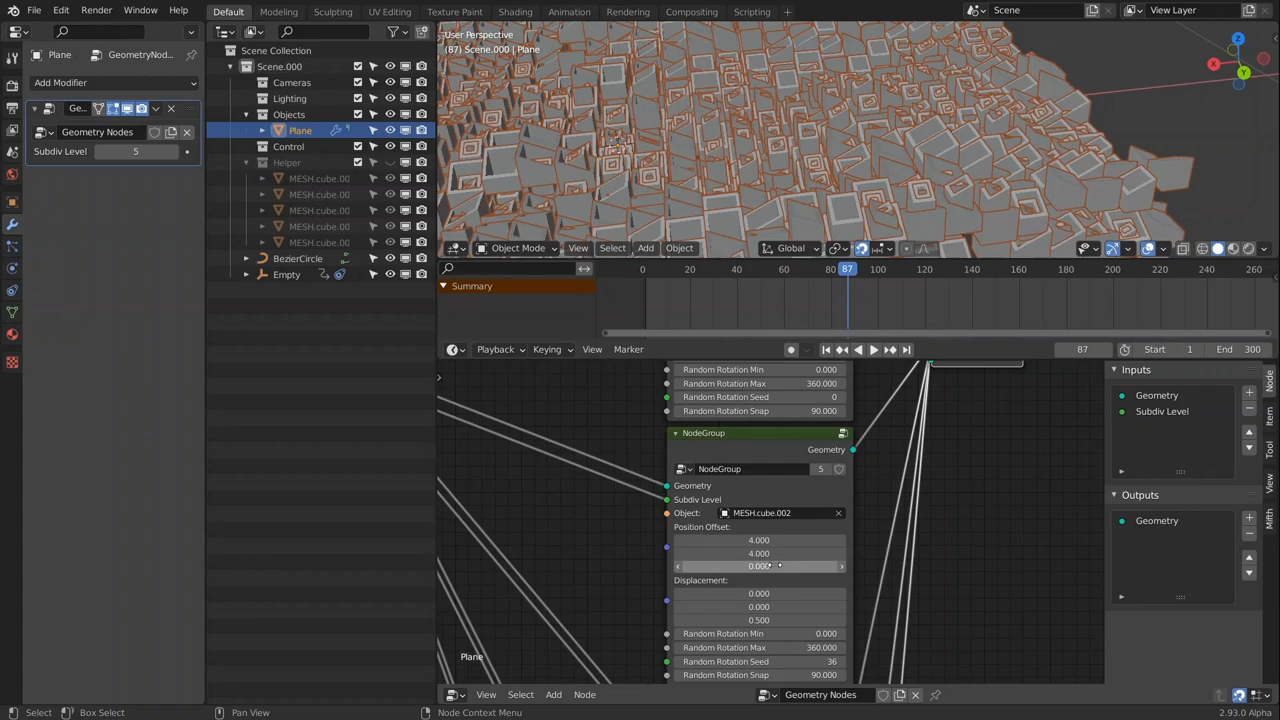 File Edit Render Window Help
Default Modeling Sculpting UV Editing Texture Paint Shading Animation Rendering Compositing Scripting
Scene View Layer
Plane GeometryNod...
Add Modifier
Ge...
Geometry Nodes
Subdiv Level 5
Scene Collection
Scene.000
Cameras
Lighting
Objects
Plane
Control
Helper
MESH.cube.00
MESH.cube.00
MESH.cube.00
MESH.cube.00
MESH.cube.00
BezierCircle
Empty
User Perspective
(87) Scene.000 | Plane
Z
X
Y
Object Mode View Select Add Object Global
0 20 40 60 87 100 120 140 160 180 200 220 240 260
Summary
Playback Keying View Marker 87 Start 1 End 300
Random Rotation Min 0.000
Random Rotation Max 360.000
Random Rotation Seed 0
Random Rotation Snap 90.000
NodeGroup
Geometry
NodeGroup 5
Geometry
Subdiv Level
Object: MESH.cube.002
Position Offset:
4.000
4.000
0.000
Displacement:
0.000
0.000
0.500
Random Rotation Min 0.000
Random Rotation Max 360.000
Random Rotation Seed 36
Random Rotation Snap 90.000
Plane
Inputs
Geometry
Subdiv Level
Outputs
Geometry
Node
Item
Tool
View
Mifth
View Select Add Node Geometry Nodes
Select Box Select Pan View Node Context Menu 2.93.0 Alpha